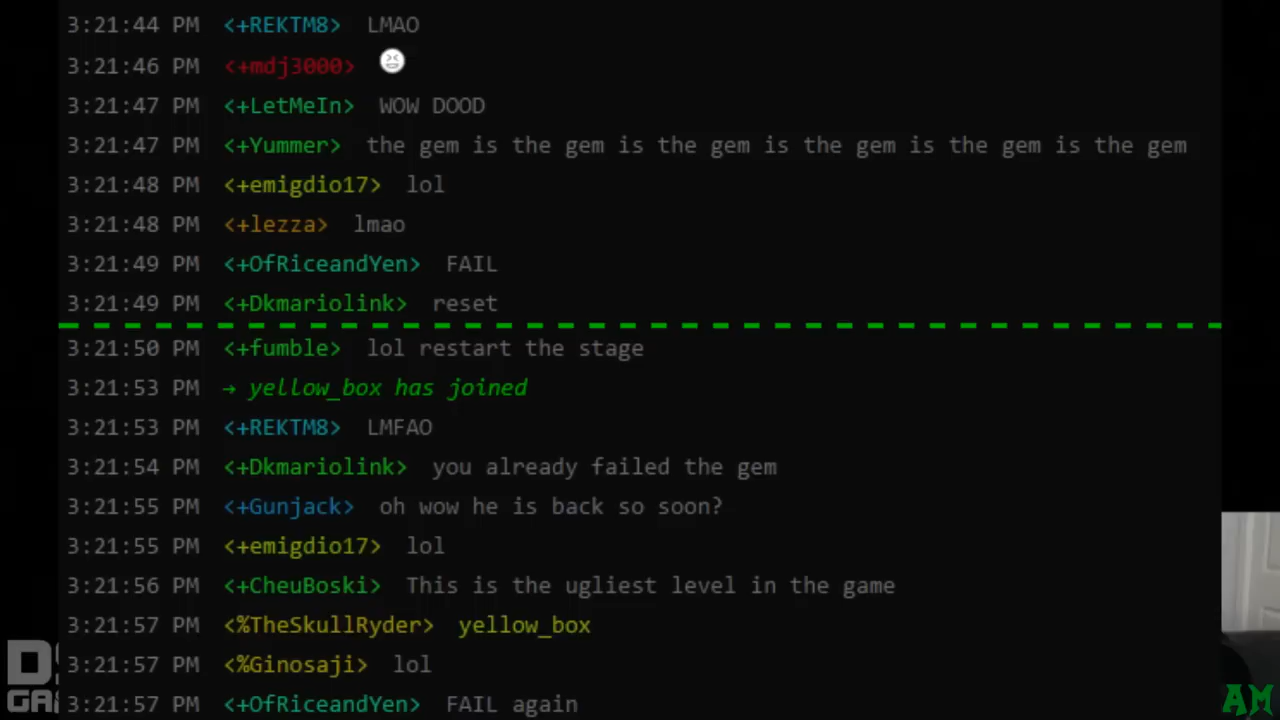 3:21:44 PM <+REKTM8> LMAO
3:21:46 PM <+mdj3000>
3:21:47 PM <+LetMeIn> WOW DOOD
3:21:47 PM <+Yummer> the gem is the gem is the gem is the gem is the gem is the gem
3:21:48 PM <+emigdio17> lol
3:21:48 PM <+lezza> lmao
3:21:49 PM <+OfRiceandYen> FAIL
3:21:49 PM <+Dkmariolink> reset
3:21:50 PM <+fumble> lol restart the stage
3:21:53 PM → yellow_box has joined
3:21:53 PM <+REKTM8> LMFAO
3:21:54 PM <+Dkmariolink> you already failed the gem
3:21:55 PM <+Gunjack> oh wow he is back so soon?
3:21:55 PM <+emigdio17> lol
3:21:56 PM <+CheuBoski> This is the ugliest level in the game
3:21:57 PM <%TheSkullRyder> yellow_box
3:21:57 PM <%Ginosaji> lol
3:21:57 PM <+OfRiceandYen> FAIL again
AM